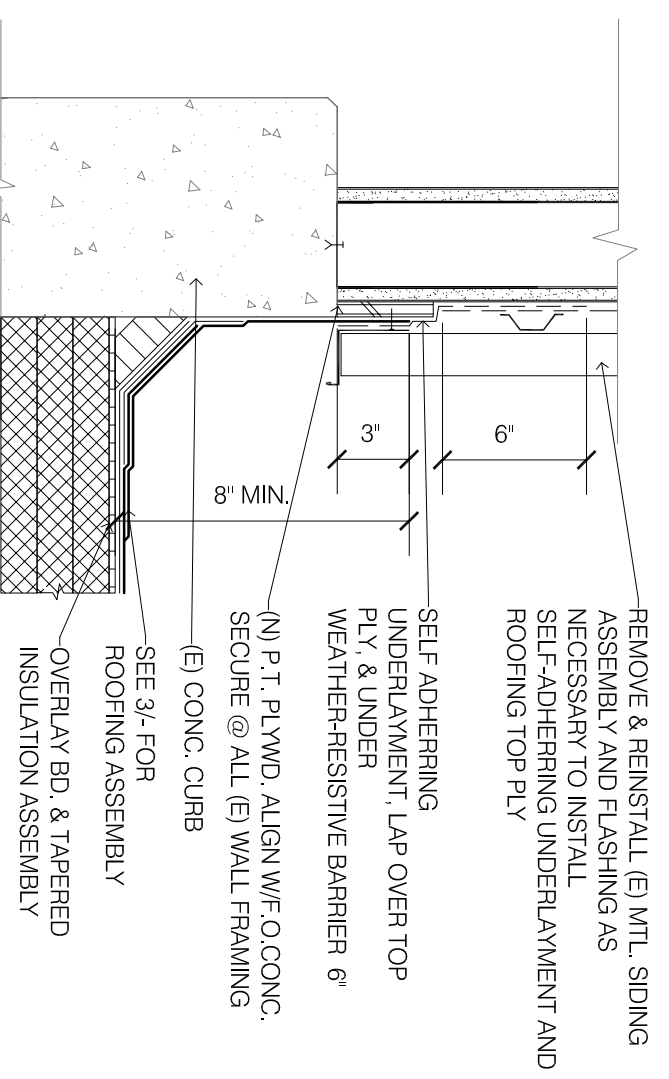 REMOVE & REINSTALL (E) MTL. SIDING
ASSEMBLY AND FLASHING AS
NECESSARY TO INSTALL
SELF-ADHERRING UNDERLAYMENT AND
ROOFING TOP PLY
6"
3"
8" MIN.
SELF ADHERRING
UNDERLAYMENT, LAP OVER TOP
PLY, & UNDER
WEATHER-RESISTIVE BARRIER 6"
(N) P.T. PLYWD. ALIGN W/F.O.CONC.
SECURE @ ALL (E) WALL FRAMING
(E) CONC. CURB
SEE 3/- FOR
ROOFING ASSEMBLY
OVERLAY BD. & TAPERED
INSULATION ASSEMBLY